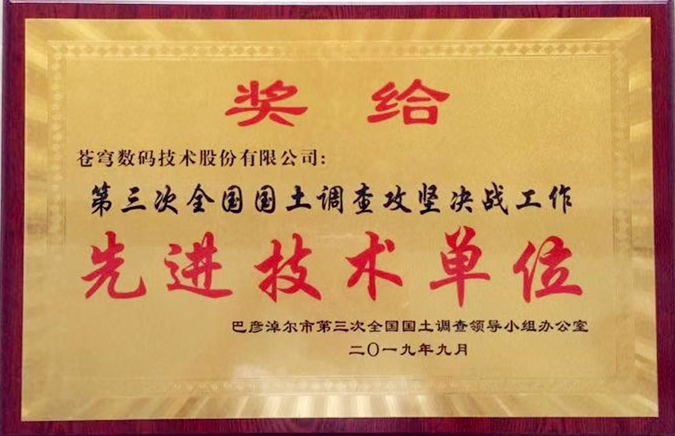 奖给
苍穹数码技术股份有限公司:
第三次全国国土调查攻坚决战工作
先进技术单位
巴彦淖尔市第三次全国国土调查领导小组办公室
二〇一九年九月